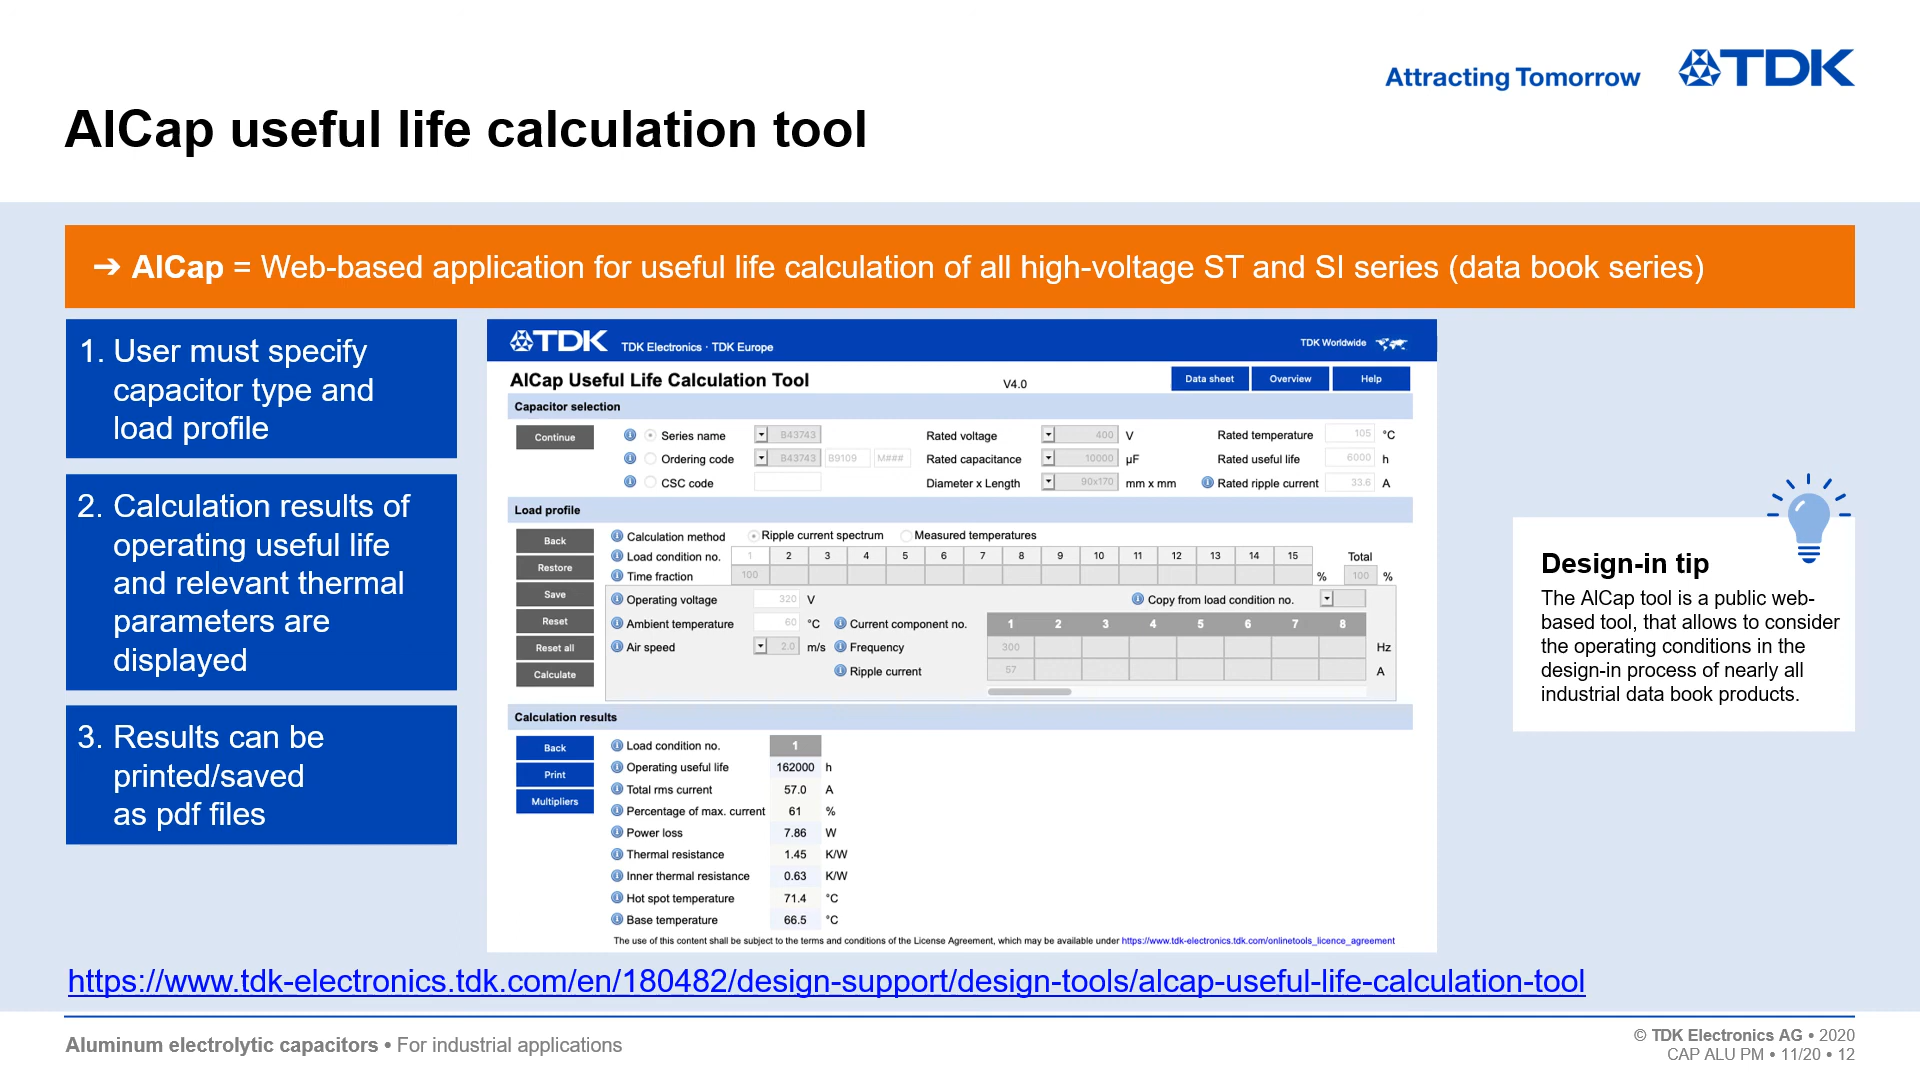 Attracting Tomorrow
TDK
AlCap useful life calculation tool
➔ AlCap = Web-based application for useful life calculation of all high-voltage ST and SI series (data book series)
1. User must specify
capacitor type and
load profile
2. Calculation results of
operating useful life
and relevant thermal
parameters are
displayed
3. Results can be
printed/saved
as pdf files
TDK TDK Electronics · TDK Europe TDK Worldwide
AlCap Useful Life Calculation Tool V4.0 Data sheet Overview Help
Capacitor selection
Continue Series name B43743 Rated voltage 400 V Rated temperature 105 °C
Ordering code B43743 B9109 M### Rated capacitance 10000 µF Rated useful life 6000 h
CSC code Diameter x Length 90x170 mm x mm Rated ripple current 33.6 A
Load profile
Back Calculation method Ripple current spectrum Measured temperatures
Load condition no. 1 2 3 4 5 6 7 8 9 10 11 12 13 14 15 Total
Restore
Time fraction 100 % 100 %
Save Operating voltage 320 V Copy from load condition no.
Reset Ambient temperature 60 °C Current component no. 1 2 3 4 5 6 7 8
Reset all Air speed 2.0 m/s Frequency 300 Hz
Calculate Ripple current 57 A
Calculation results
Back Load condition no. 1
Operating useful life 162000 h
Print
Total rms current 57.0 A
Multipliers
Percentage of max. current 61 %
Power loss 7.86 W
Thermal resistance 1.45 K/W
Inner thermal resistance 0.63 K/W
Hot spot temperature 71.4 °C
Base temperature 66.5 °C
The use of this content shall be subject to the terms and conditions of the License Agreement, which may be available under https://www.tdk-electronics.tdk.com/onlinetools_licence_agreement
Design-in tip
The AlCap tool is a public web-
based tool, that allows to consider
the operating conditions in the
design-in process of nearly all
industrial data book products.
https://www.tdk-electronics.tdk.com/en/180482/design-support/design-tools/alcap-useful-life-calculation-tool
Aluminum electrolytic capacitors • For industrial applications
© TDK Electronics AG • 2020
CAP ALU PM • 11/20 • 12